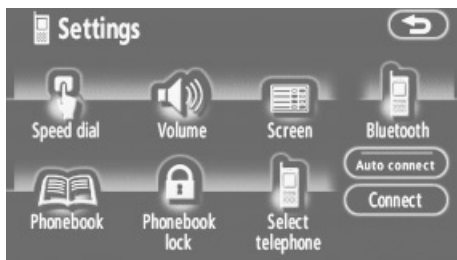 Settings
Speed dial
Volume
Screen
Bluetooth
Auto connect
Connect
Phonebook
Phonebook
lock
Select
telephone